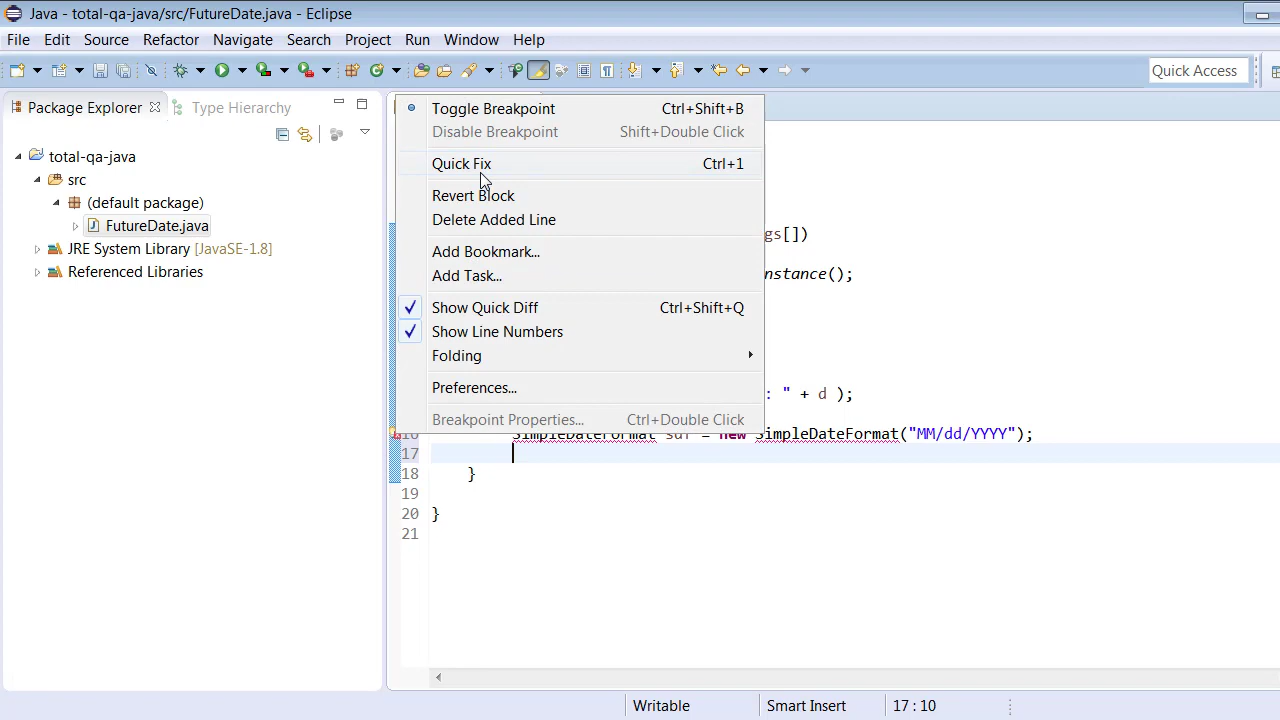 Java - total-qa-java/src/FutureDate.java - Eclipse
File Edit Source Refactor Navigate Search Project Run Window Help
Quick Access
Package Explorer Type Hierarchy
total-qa-java
src
(default package)
FutureDate.java
JRE System Library [JavaSE-1.8]
Referenced Libraries
Toggle Breakpoint Ctrl+Shift+B
Disable Breakpoint Shift+Double Click
Quick Fix Ctrl+1
Revert Block
Delete Added Line
Add Bookmark...
Add Task...
Show Quick Diff Ctrl+Shift+Q
Show Line Numbers
Folding
Preferences...
Breakpoint Properties... Ctrl+Double Click
gs[])
nstance();
: " + d );
16 SimpleDateFormat sdf = new SimpleDateFormat("MM/dd/YYYY");
17
18 }
19
20 }
21
Writable Smart Insert 17 : 10